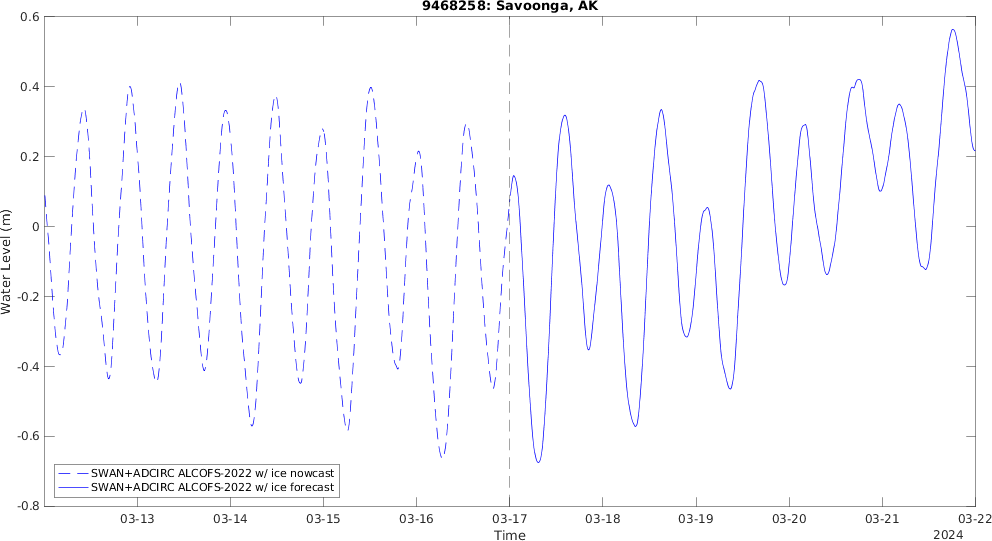 9468258: Savoonga, AK
0.6
0.4
0.2
0
-0.2
-0.4
-0.6
-0.8
Water Level (m)
SWAN+ADCIRC ALCOFS-2022 w/ ice nowcast
SWAN+ADCIRC ALCOFS-2022 w/ ice forecast
03-13 03-14 03-15 03-16 03-17 03-18 03-19 03-20 03-21 03-22
Time
2024